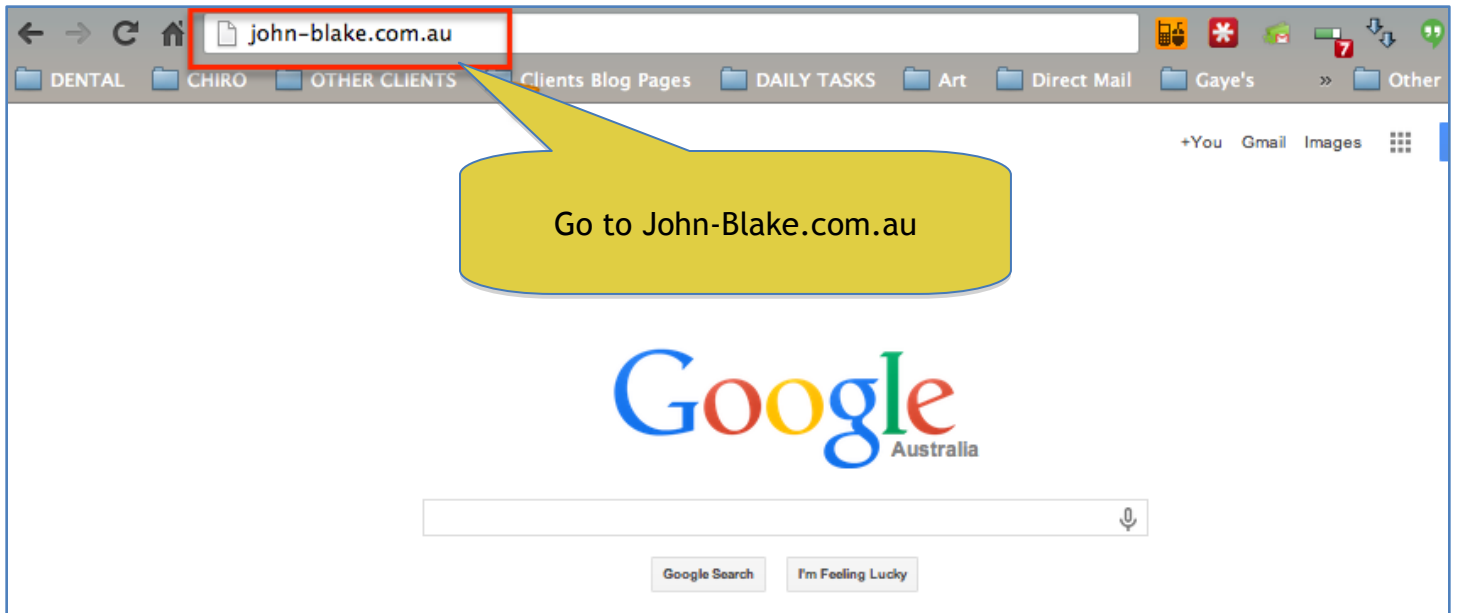 john-blake.com.au
7
DENTAL CHIRO OTHER CLIENTS Clients Blog Pages DAILY TASKS Art Direct Mail Gaye's » Other
+You Gmail Images
Go to John-Blake.com.au
Google
Australia
Google Search I'm Feeling Lucky